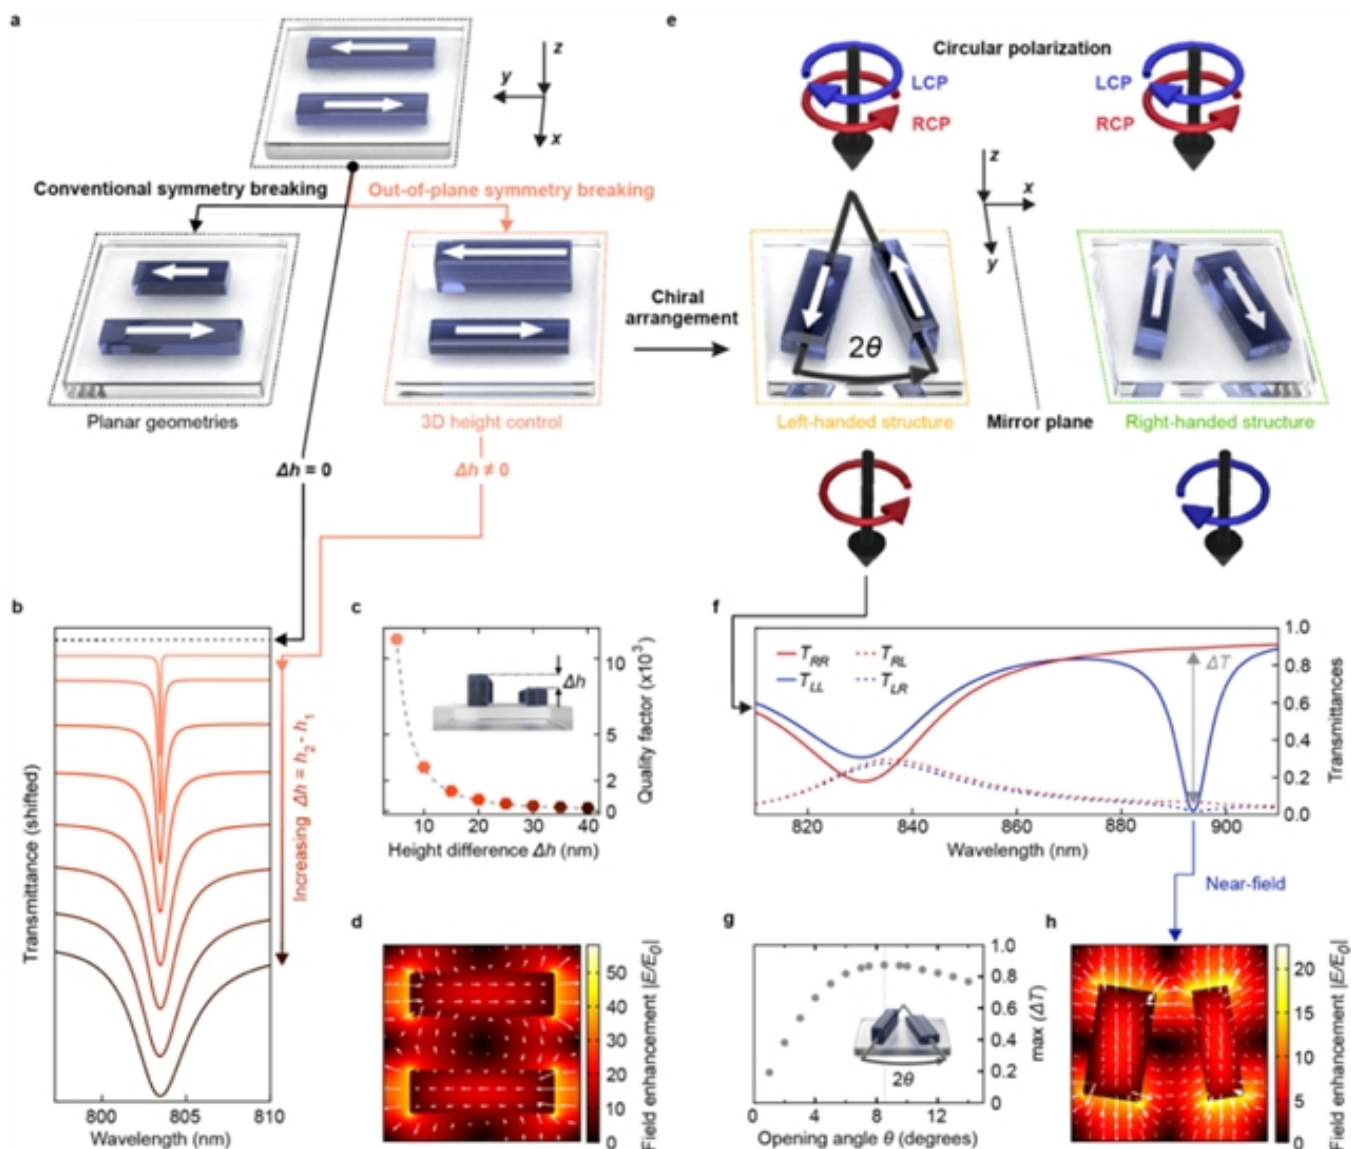 a
z
y
x
Conventional symmetry breaking
Out-of-plane symmetry breaking
Planar geometries
3D height control
Δh = 0
Δh ≠ 0
Chiral
arrangement
e
Circular polarization
LCP
RCP
LCP
RCP
z
x
y
2θ
Left-handed structure
Mirror plane
Right-handed structure
b
Transmittance (shifted)
Increasing Δh = h2 - h1
800
805
810
Wavelength (nm)
c
Δh
10
5
2
0
Quality factor (x10³)
10
20
30
40
Height difference Δh (nm)
d
50
40
30
20
10
0
Field enhancement |E/E0|
f
TRR
TRL
TLL
TLR
ΔT
1.0
0.8
0.6
0.4
0.2
0.0
Transmittances
820
840
860
880
900
Wavelength (nm)
Near-field
g
2θ
1.0
0.8
0.6
0.4
0.2
0
max (ΔT)
0
4
8
12
Opening angle θ (degrees)
h
20
15
10
5
0
Field enhancement |E/E0|